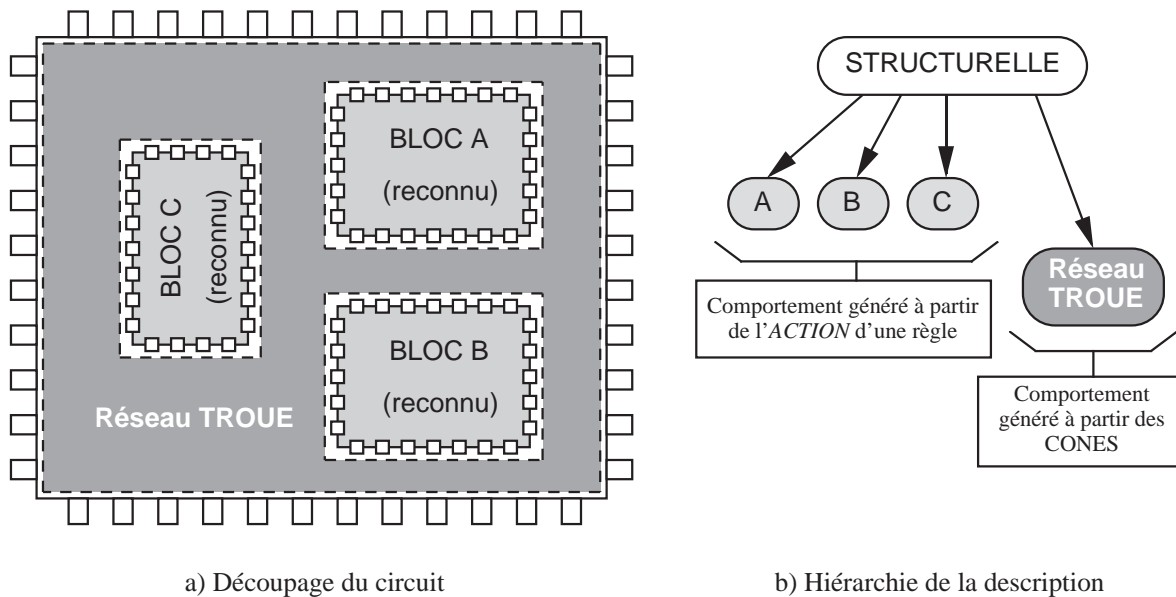 BLOC A
(reconnu)
BLOC C
(reconnu)
BLOC B
(reconnu)
Réseau TROUE
a) Découpage du circuit
STRUCTURELLE
A
B
C
Réseau
TROUE
Comportement généré à partir
de l'ACTION d'une règle
Comportement
généré à partir des
CONES
b) Hiérarchie de la description